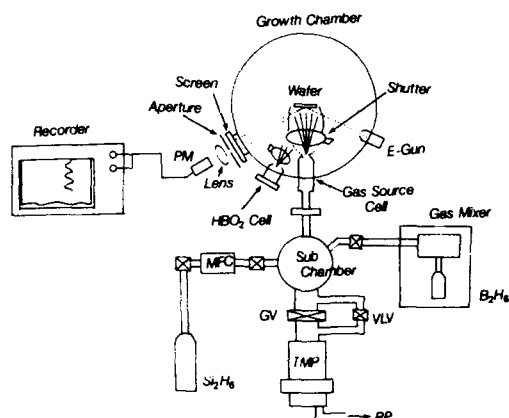 Growth Chamber
Screen
Aperture
Wafer
Shutter
Recorder
PM
Lens
E-Gun
HBO₂ Cell
Gas Source
Cell
Gas Mixer
Sub
Chamber
MFC
B₂H₆
GV
VLV
TMP
Si₂H₆
RP